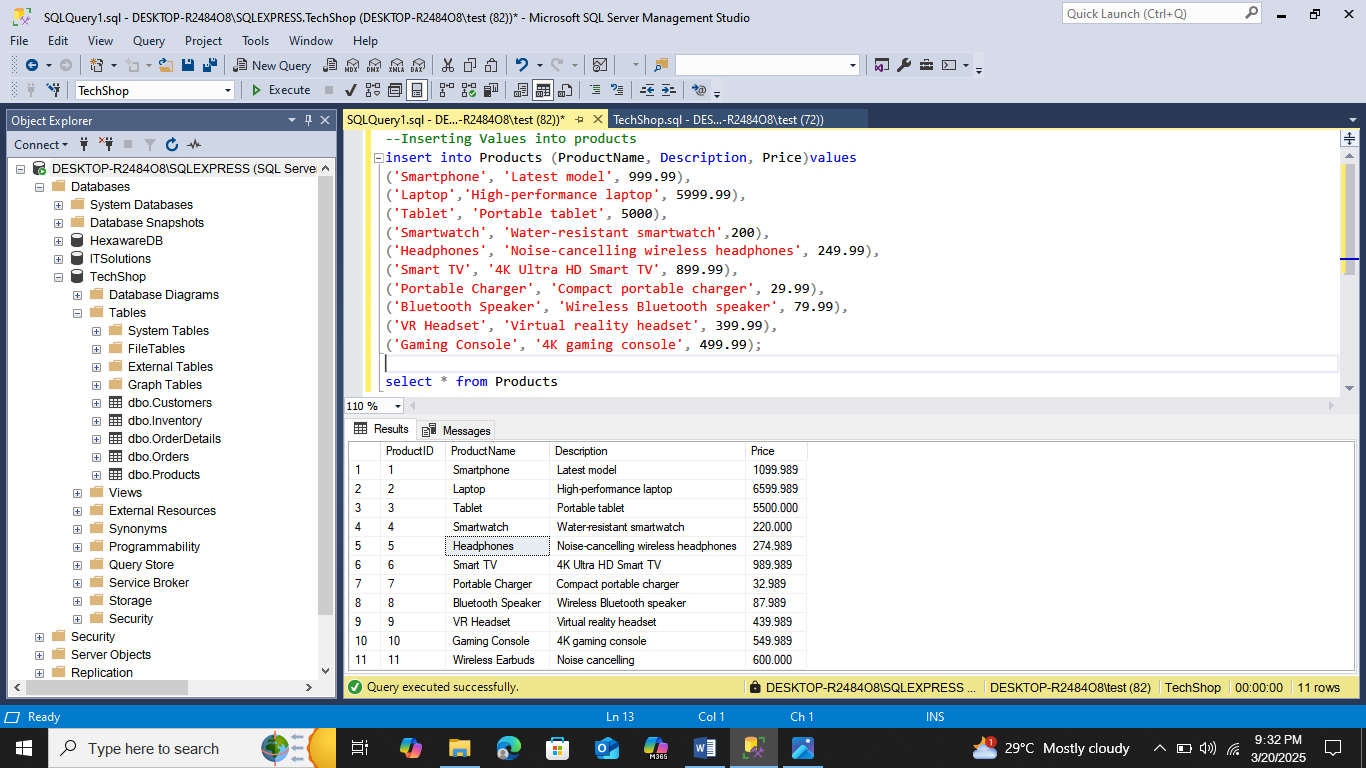 SQLQuery1.sql - DESKTOP-R2484O8\SQLEXPRESS.TechShop (DESKTOP-R2484O8\test (82))* - Microsoft SQL Server Management Studio
Quick Launch (Ctrl+Q)
File Edit View Query Project Tools Window Help
New Query MDX DMX XMLA DAX
TechShop Execute
Object Explorer
Connect
DESKTOP-R2484O8\SQLEXPRESS (SQL Serve
Databases
System Databases
Database Snapshots
HexawareDB
ITSolutions
TechShop
Database Diagrams
Tables
System Tables
FileTables
External Tables
Graph Tables
dbo.Customers
dbo.Inventory
dbo.OrderDetails
dbo.Orders
dbo.Products
Views
External Resources
Synonyms
Programmability
Query Store
Service Broker
Storage
Security
Security
Server Objects
Replication
SQLQuery1.sql - DE...-R2484O8\test (82))* TechShop.sql - DES...-R2484O8\test (72))
--Inserting Values into products
insert into Products (ProductName, Description, Price)values
('Smartphone', 'Latest model', 999.99),
('Laptop','High-performance laptop', 5999.99),
('Tablet', 'Portable tablet', 5000),
('Smartwatch', 'Water-resistant smartwatch',200),
('Headphones', 'Noise-cancelling wireless headphones', 249.99),
('Smart TV', '4K Ultra HD Smart TV', 899.99),
('Portable Charger', 'Compact portable charger', 29.99),
('Bluetooth Speaker', 'Wireless Bluetooth speaker', 79.99),
('VR Headset', 'Virtual reality headset', 399.99),
('Gaming Console', '4K gaming console', 499.99);
select * from Products
110 %
Results Messages
ProductID ProductName Description Price
1 1 Smartphone Latest model 1099.989
2 2 Laptop High-performance laptop 6599.989
3 3 Tablet Portable tablet 5500.000
4 4 Smartwatch Water-resistant smartwatch 220.000
5 5 Headphones Noise-cancelling wireless headphones 274.989
6 6 Smart TV 4K Ultra HD Smart TV 989.989
7 7 Portable Charger Compact portable charger 32.989
8 8 Bluetooth Speaker Wireless Bluetooth speaker 87.989
9 9 VR Headset Virtual reality headset 439.989
10 10 Gaming Console 4K gaming console 549.989
11 11 Wireless Earbuds Noise cancelling 600.000
Query executed successfully. DESKTOP-R2484O8\SQLEXPRESS ... DESKTOP-R2484O8\test (82) TechShop 00:00:00 11 rows
Ready Ln 13 Col 1 Ch 1 INS
Type here to search M365 1 29°C Mostly cloudy 9:32 PM
3/20/2025